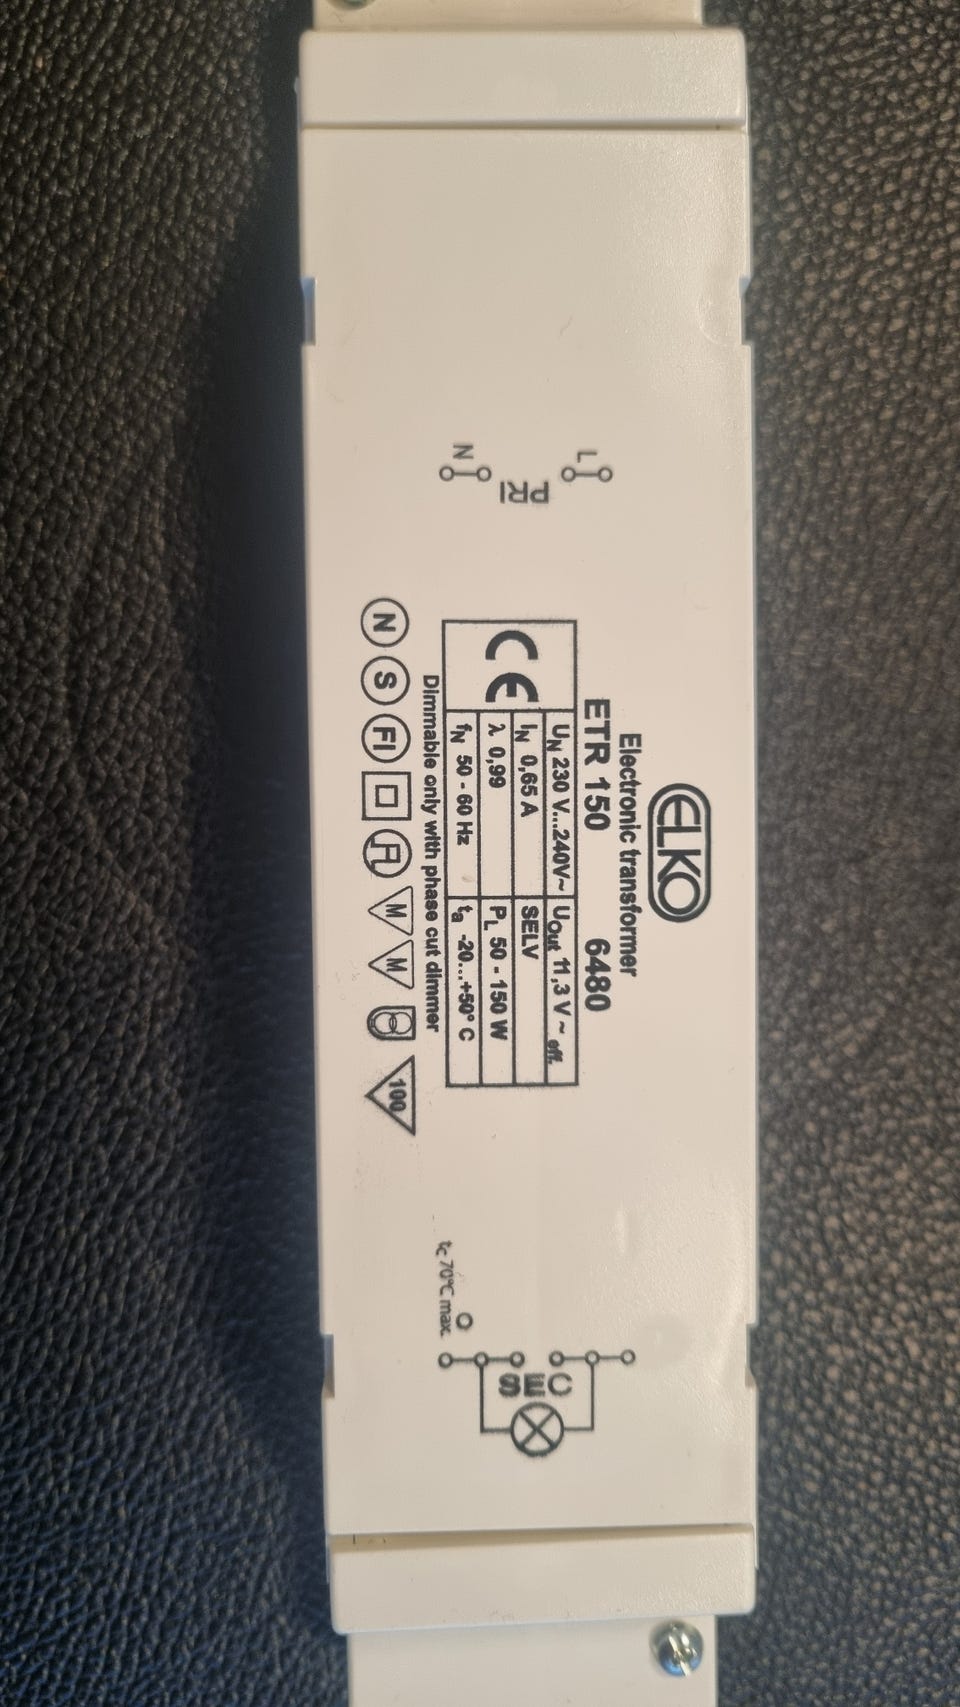 ELKO
Electronic transformer
ETR 150 6480
CE
UN 230 V...240V~ UOut 11,3 V ~ eff.
IN 0,65 A SELV
λ 0,99 PL 50 - 150 W
fN 50 - 60 Hz ta -20...+50° C
Dimmable only with phase cut dimmer
N S FI M M 100
L
PRI
N
SEC
tc 70°C max.